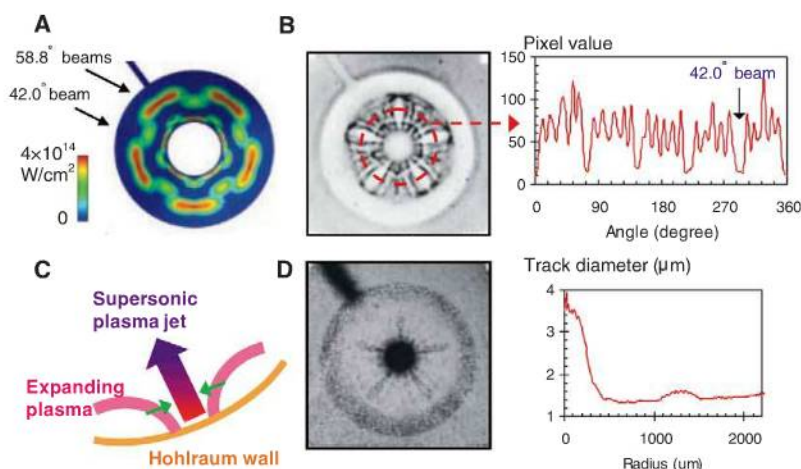 A
58.8° beams
42.0° beam
4×10¹⁴
W/cm²
0
B
Pixel value
150
100
50
0
42.0° beam
0
90
180
270
360
Angle (degree)
C
Supersonic
plasma jet
Expanding
plasma
Hohlraum wall
D
Track diameter (µm)
4
3
2
1
0
1000
2000
Radius (um)